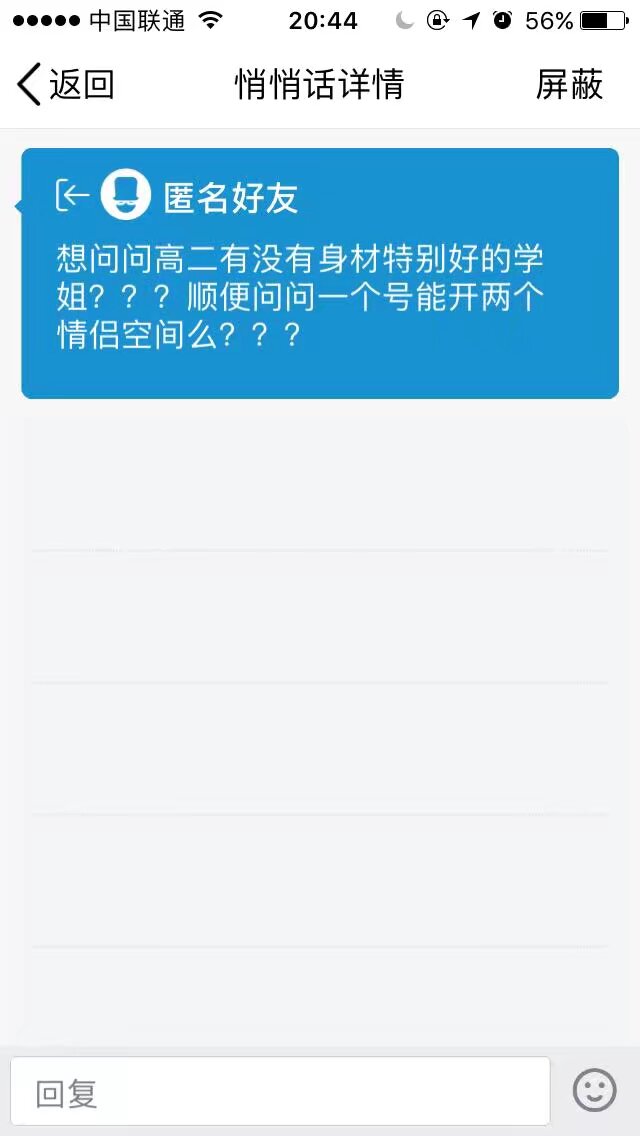 中国联通 20:44 56%
返回 悄悄话详情 屏蔽
匿名好友
想问问高二有没有身材特别好的学
姐？？？顺便问问一个号能开两个
情侣空间么？？？
回复